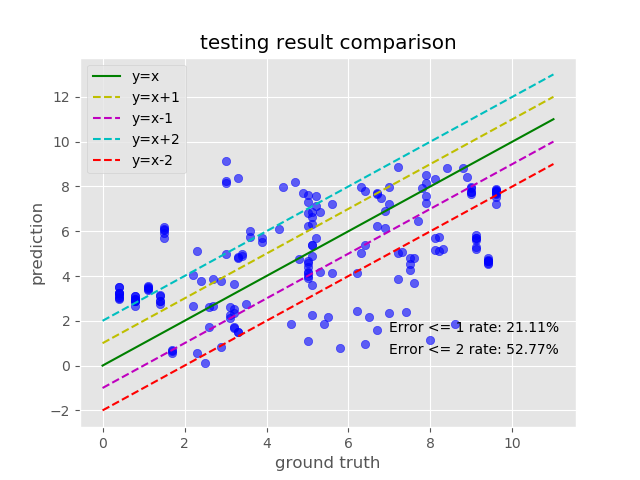 testing result comparison
y=x
y=x+1
y=x-1
y=x+2
y=x-2
12
10
8
6
4
2
0
−2
prediction
Error <= 1 rate: 21.11%
Error <= 2 rate: 52.77%
0 2 4 6 8 10
ground truth